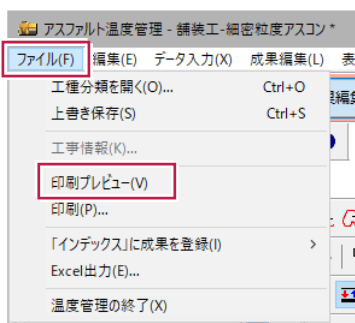 アスファルト温度管理 - 舗装工-細密粒度アスコン *
ファイル(F) 編集(E) データ入力(X) 成果編集(L) 表
工種分類を開く(O)... Ctrl+O
上書き保存(S) Ctrl+S
工事情報(K)...
印刷プレビュー(V)
印刷(P)...
「インデックス」に成果を登録(I) >
Excel出力(E)...
温度管理の終了(X)